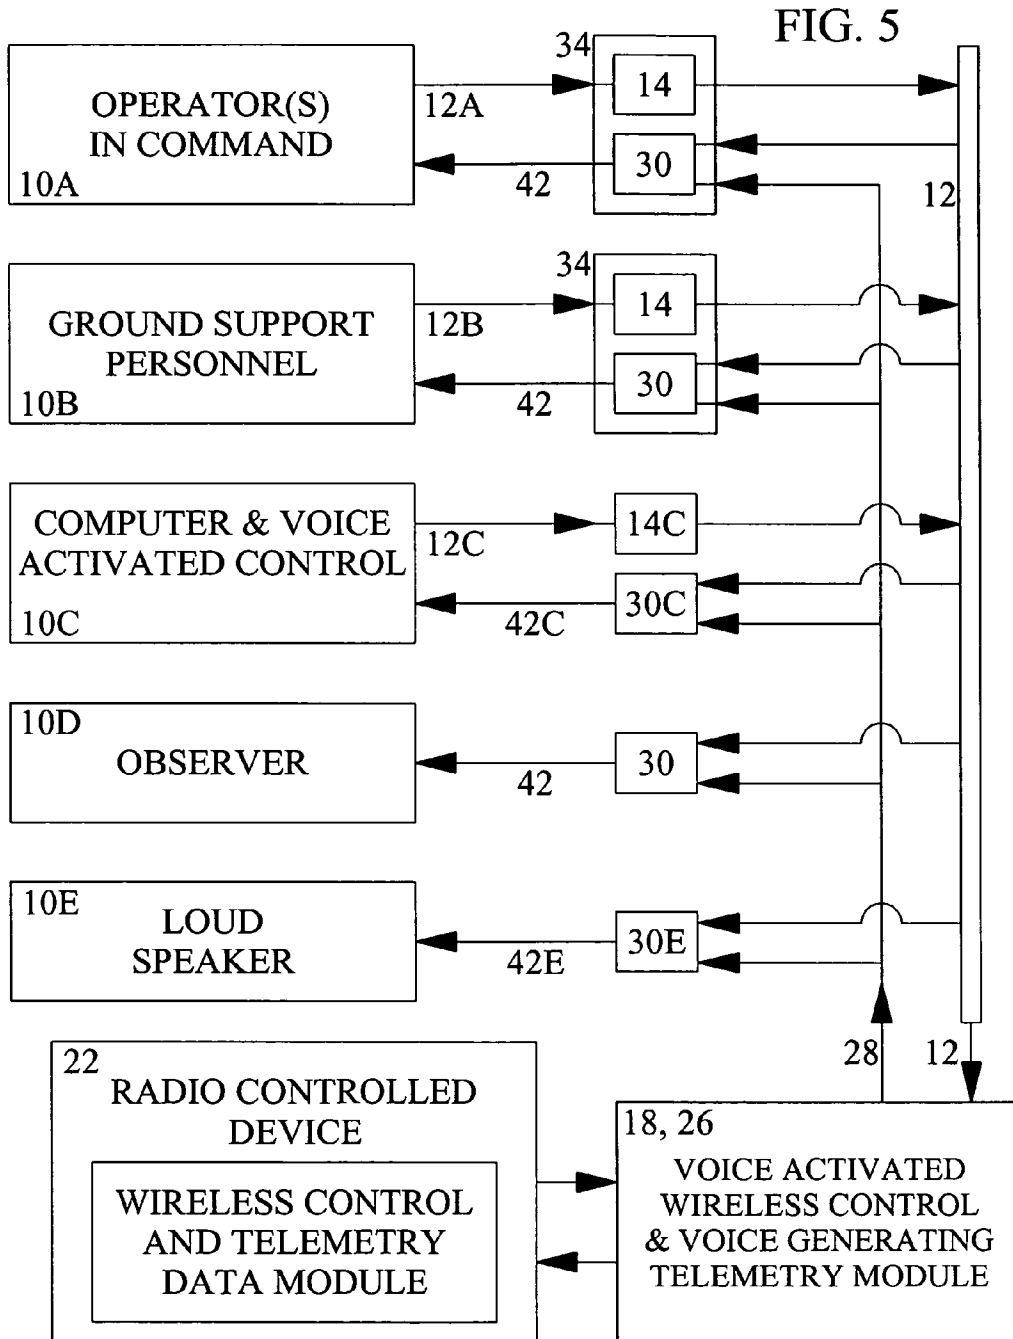 FIG. 5
OPERATOR(S)
IN COMMAND
10A
12A
42
34
14
30
12
GROUND SUPPORT
PERSONNEL
10B
12B
42
34
14
30
COMPUTER & VOICE
ACTIVATED CONTROL
10C
12C
42C
14C
30C
10D
OBSERVER
42
30
10E
LOUD
SPEAKER
42E
30E
28
12
22
RADIO CONTROLLED
DEVICE
WIRELESS CONTROL
AND TELEMETRY
DATA MODULE
18, 26
VOICE ACTIVATED
WIRELESS CONTROL
& VOICE GENERATING
TELEMETRY MODULE